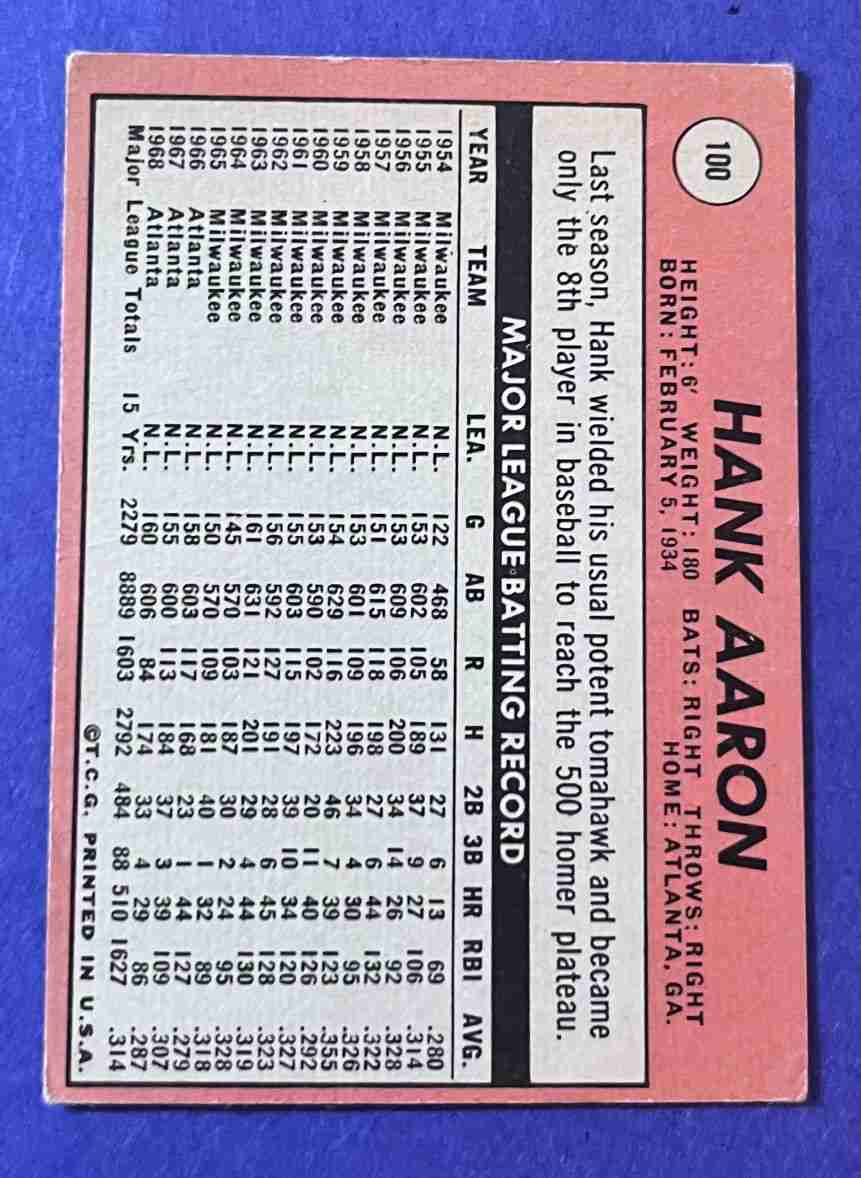 100
HANK AARON
HEIGHT: 6' WEIGHT: 180 BATS: RIGHT THROWS: RIGHT
BORN: FEBRUARY 5, 1934 HOME: ATLANTA, GA.
Last season, Hank wielded his usual potent tomahawk and became
only the 8th player in baseball to reach the 500 homer plateau.
MAJOR LEAGUE BATTING RECORD
YEAR TEAM LEA. G AB R H 2B 3B HR RBI AVG.
1954 Milwaukee N.L. 122 468 58 131 27 6 13 69 .280
1955 Milwaukee N.L. 153 602 105 189 37 9 27 106 .314
1956 Milwaukee N.L. 153 609 106 200 34 14 26 92 .328
1957 Milwaukee N.L. 151 615 118 198 27 6 44 132 .322
1958 Milwaukee N.L. 153 601 109 196 34 4 30 95 .326
1959 Milwaukee N.L. 154 629 116 223 46 7 39 123 .355
1960 Milwaukee N.L. 153 590 102 172 20 11 40 126 .292
1961 Milwaukee N.L. 155 603 115 197 39 10 34 120 .327
1962 Milwaukee N.L. 156 592 127 191 28 6 45 128 .323
1963 Milwaukee N.L. 161 631 121 201 29 4 44 130 .319
1964 Milwaukee N.L. 145 570 103 187 30 2 24 95 .328
1965 Milwaukee N.L. 150 570 109 181 40 1 32 89 .318
1966 Atlanta N.L. 158 603 117 168 23 1 44 127 .279
1967 Atlanta N.L. 155 600 113 184 37 3 39 109 .307
1968 Atlanta N.L. 160 606 84 174 33 4 29 86 .287
Major League Totals 15 Yrs. 2279 8889 1603 2792 484 88 510 1627 .314
©T.C.G. PRINTED IN U.S.A.